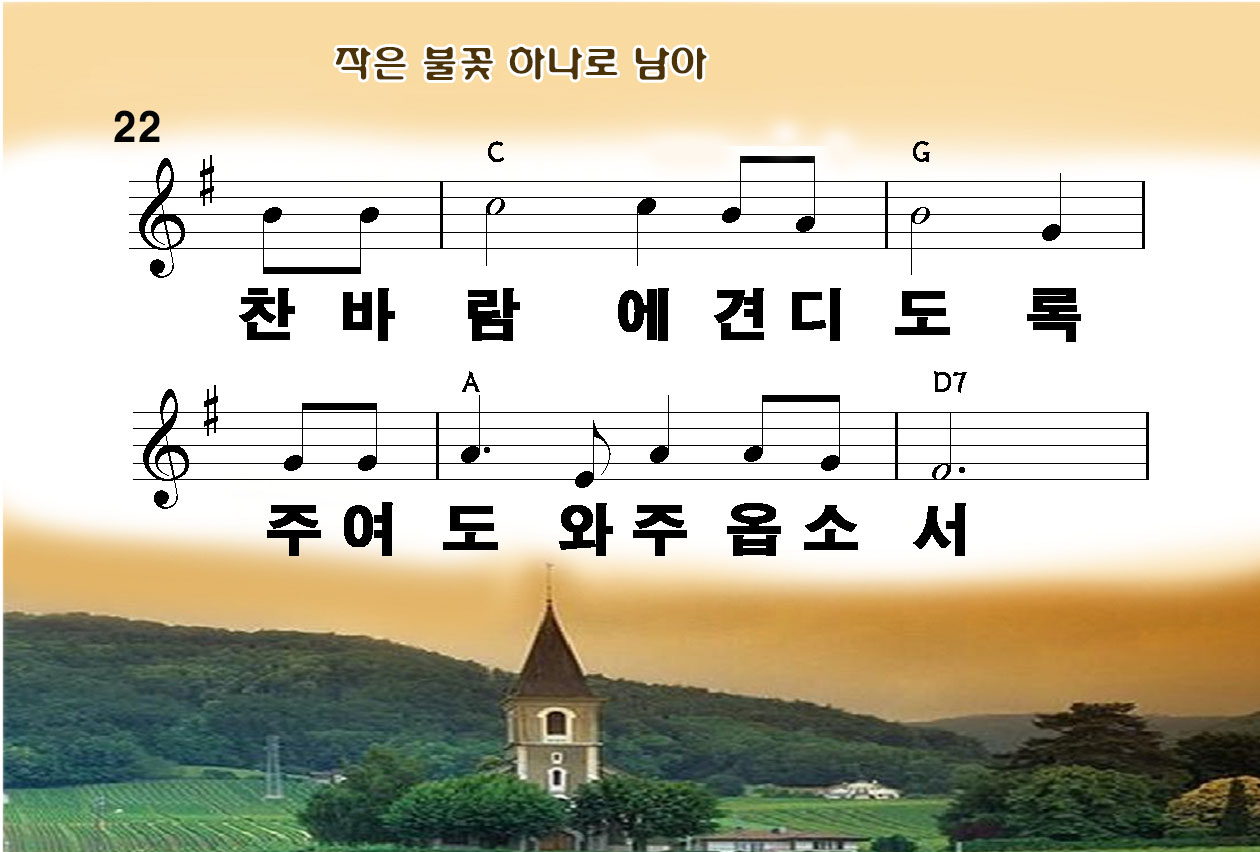 작은 불꽃 하나로 남아
22
C G
찬 바 람 에 견 디 도 록
A D7
주 여 도 와 주 옵 소 서